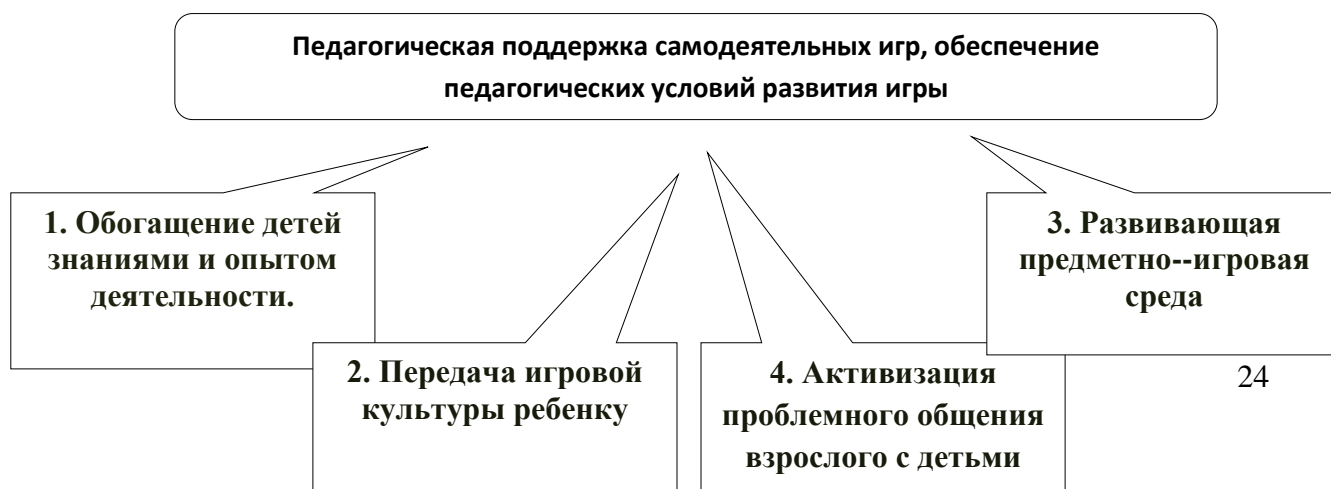 Педагогическая поддержка самодеятельных игр, обеспечение
педагогических условий развития игры
1. Обогащение детей
знаниями и опытом
деятельности.
2. Передача игровой
культуры ребенку
4. Активизация
проблемного общения
взрослого с детьми
3. Развивающая
предметно--игровая
среда
24